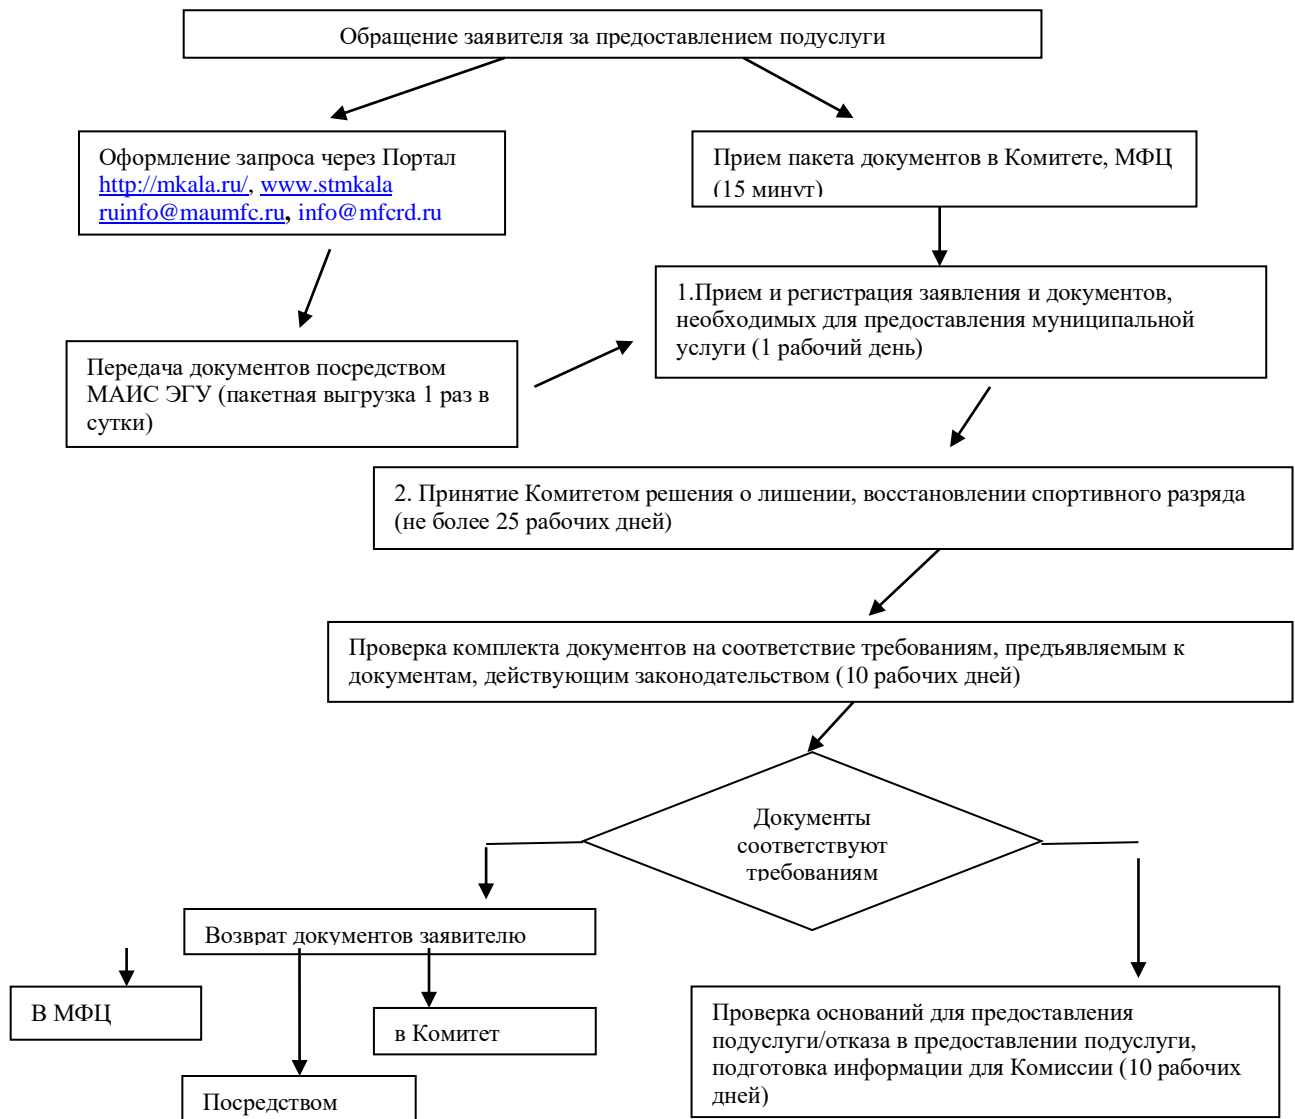 Обращение заявителя за предоставлением подуслуги
Оформление запроса через Портал
http://mkala.ru/, www.stmkala
ruinfo@maumfc.ru, info@mfcrd.ru
Прием пакета документов в Комитете, МФЦ
(15 минут)
1.Прием и регистрация заявления и документов,
необходимых для предоставления муниципальной
услуги (1 рабочий день)
Передача документов посредством
МАИС ЭГУ (пакетная выгрузка 1 раз в
сутки)
2. Принятие Комитетом решения о лишении, восстановлении спортивного разряда
(не более 25 рабочих дней)
Проверка комплекта документов на соответствие требованиям, предъявляемым к
документам, действующим законодательством (10 рабочих дней)
Документы
соответствуют
требованиям
Возврат документов заявителю
В МФЦ
в Комитет
Посредством
Проверка оснований для предоставления
подуслуги/отказа в предоставлении подуслуги,
подготовка информации для Комиссии (10 рабочих
дней)